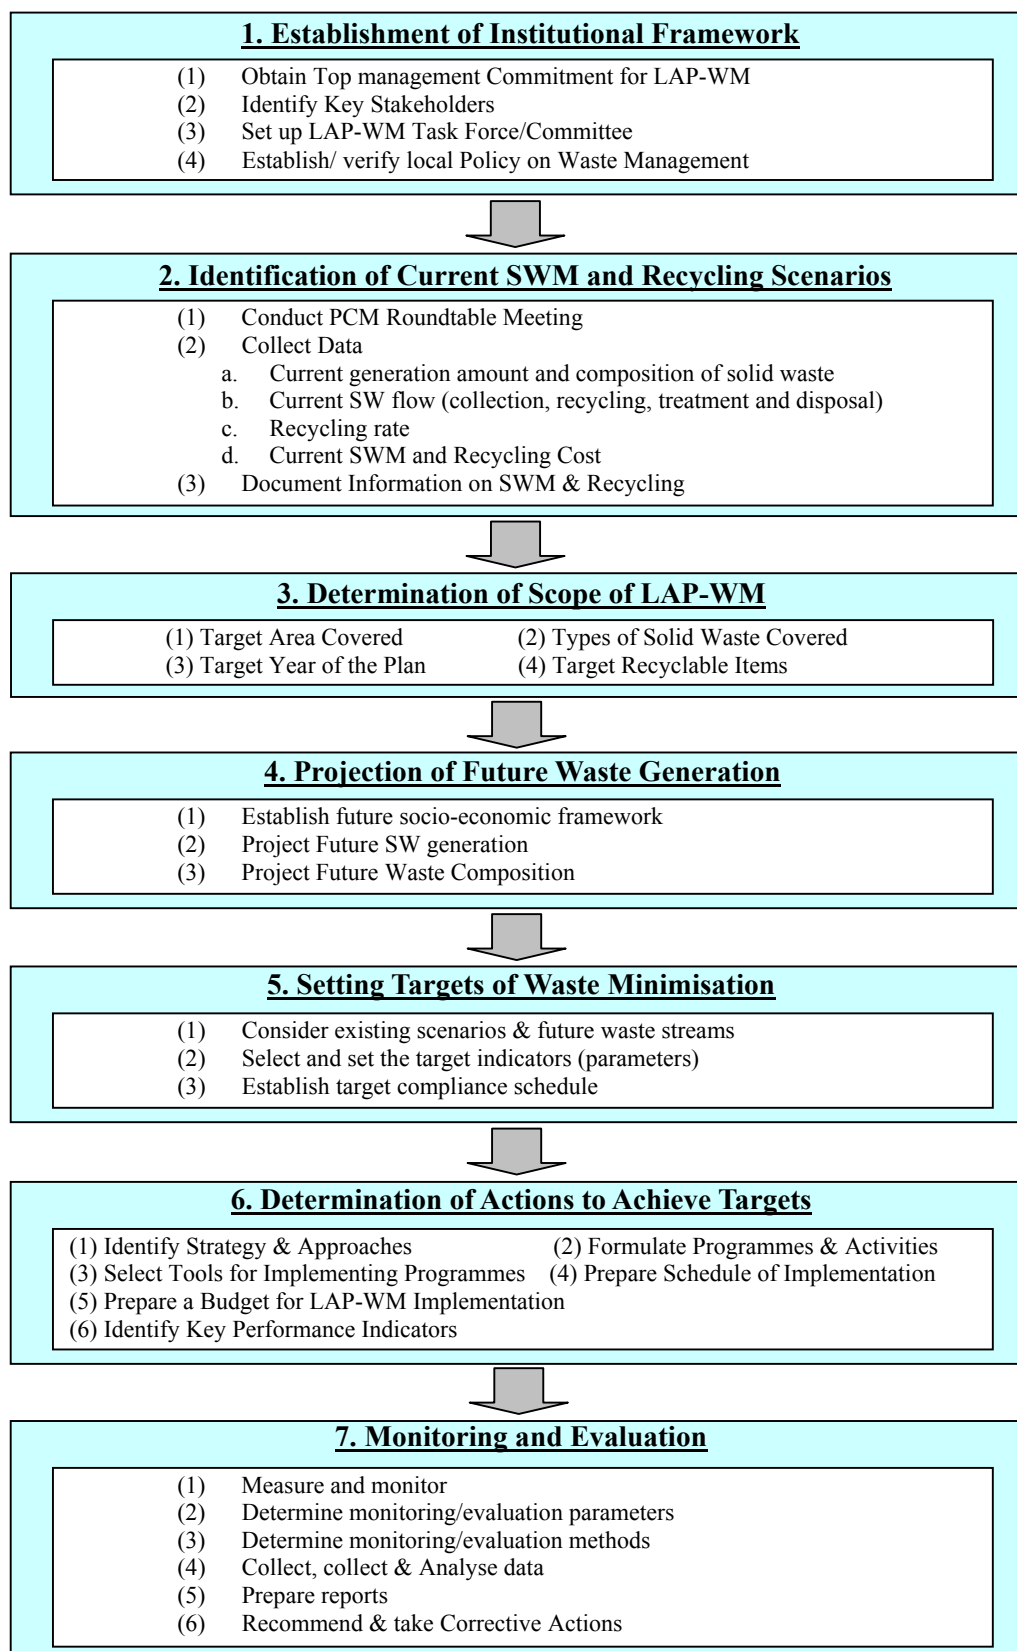 1. Establishment of Institutional Framework
(1) Obtain Top management Commitment for LAP-WM
(2) Identify Key Stakeholders
(3) Set up LAP-WM Task Force/Committee
(4) Establish/ verify local Policy on Waste Management
2. Identification of Current SWM and Recycling Scenarios
(1) Conduct PCM Roundtable Meeting
(2) Collect Data
a. Current generation amount and composition of solid waste
b. Current SW flow (collection, recycling, treatment and disposal)
c. Recycling rate
d. Current SWM and Recycling Cost
(3) Document Information on SWM & Recycling
3. Determination of Scope of LAP-WM
(1) Target Area Covered (2) Types of Solid Waste Covered
(3) Target Year of the Plan (4) Target Recyclable Items
4. Projection of Future Waste Generation
(1) Establish future socio-economic framework
(2) Project Future SW generation
(3) Project Future Waste Composition
5. Setting Targets of Waste Minimisation
(1) Consider existing scenarios & future waste streams
(2) Select and set the target indicators (parameters)
(3) Establish target compliance schedule
6. Determination of Actions to Achieve Targets
(1) Identify Strategy & Approaches (2) Formulate Programmes & Activities
(3) Select Tools for Implementing Programmes (4) Prepare Schedule of Implementation
(5) Prepare a Budget for LAP-WM Implementation
(6) Identify Key Performance Indicators
7. Monitoring and Evaluation
(1) Measure and monitor
(2) Determine monitoring/evaluation parameters
(3) Determine monitoring/evaluation methods
(4) Collect, collect & Analyse data
(5) Prepare reports
(6) Recommend & take Corrective Actions